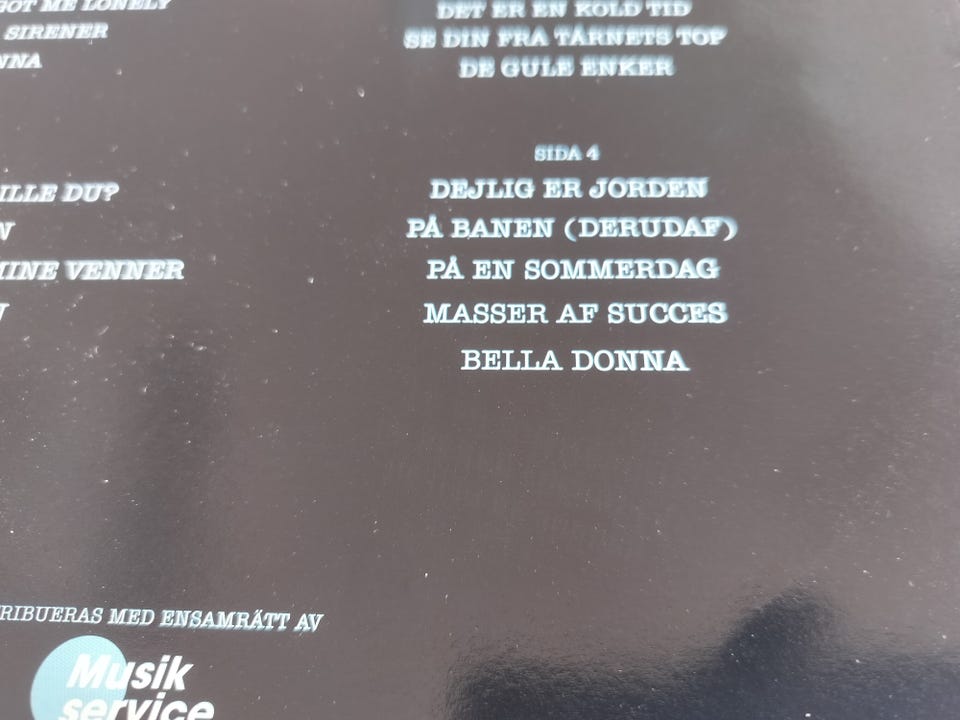 GOT ME LONELY
SIRENER
NNA
ILLE DU?
N
MINE VENNER
DET ER EN KOLD TID
SE DIN FRA TÅRNETS TOP
DE GULE ENKER
SIDA 4
DEJLIG ER JORDEN
PÅ BANEN (DERUDAF)
PÅ EN SOMMERDAG
MASSER AF SUCCES
BELLA DONNA
RIBUERAS MED ENSAMRÄTT AV
Musik
service